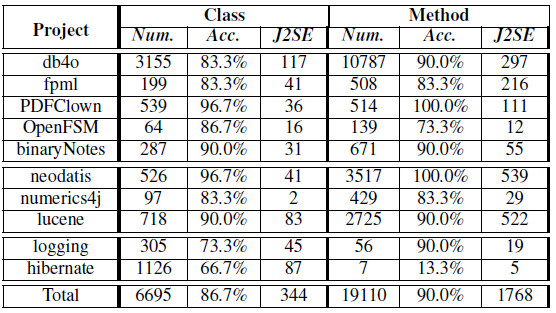 Project Class Method
Num. Acc. J2SE Num. Acc. J2SE
db4o 3155 83.3% 117 10787 90.0% 297
fpml 199 83.3% 41 508 83.3% 216
PDFClown 539 96.7% 36 514 100.0% 111
OpenFSM 64 86.7% 16 139 73.3% 12
binaryNotes 287 90.0% 31 671 90.0% 55
neodatis 526 96.7% 41 3517 100.0% 539
numerics4j 97 83.3% 2 429 83.3% 29
lucene 718 90.0% 83 2725 90.0% 522
logging 305 73.3% 45 56 90.0% 19
hibernate 1126 66.7% 87 7 13.3% 5
Total 6695 86.7% 344 19110 90.0% 1768